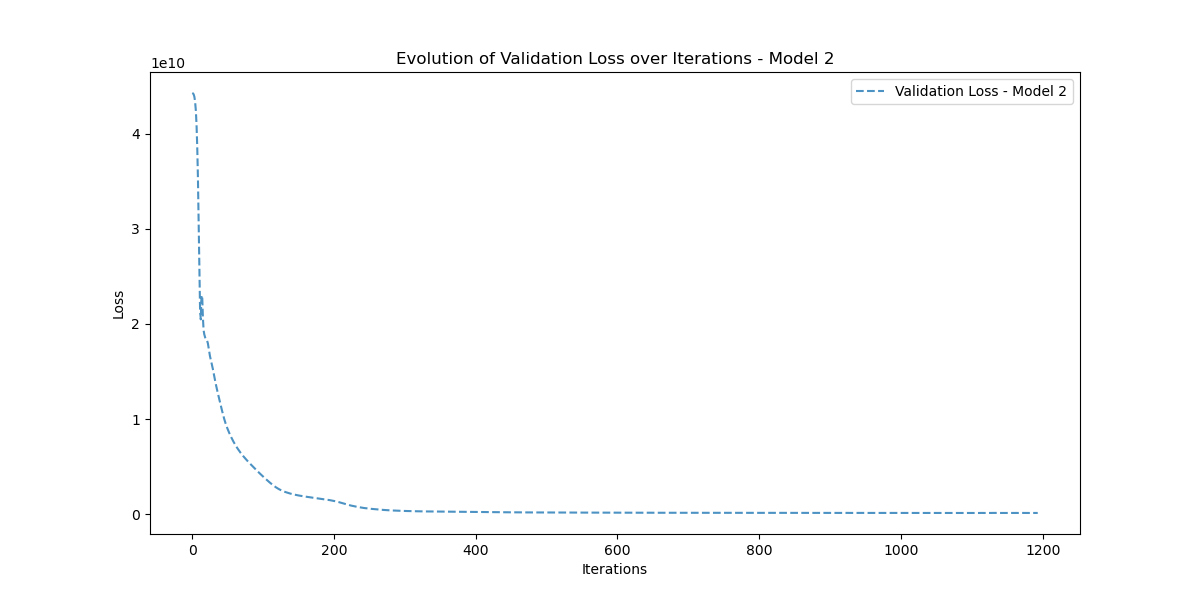 Evolution of Validation Loss over Iterations - Model 2
1e10
Validation Loss - Model 2
4
3
2
1
0
Loss
0 200 400 600 800 1000 1200
Iterations